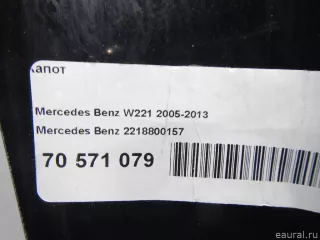 капот
Mercedes Benz W221 2005-2013
Mercedes Benz 2218800157
70 571 079
eaural.ru